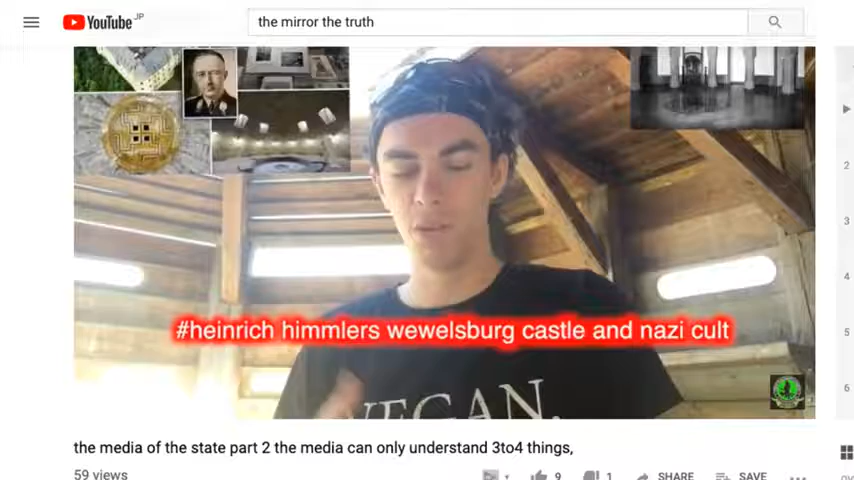 YouTube JP
the mirror the truth
#heinrich himmlers wewelsburg castle and nazi cult
VEGAN.
the media of the state part 2 the media can only understand 3to4 things,
59 views
9
1
SHARE
SAVE
2
3
4
5
6